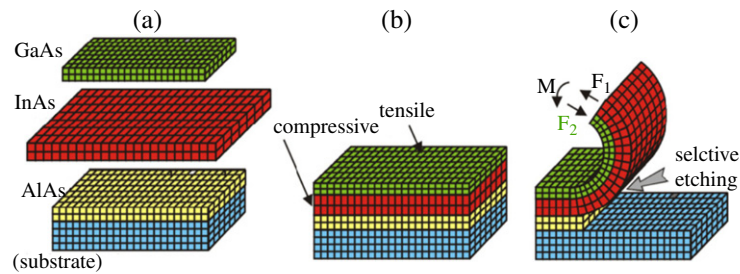 (a)
(b)
(c)
GaAs
InAs
AlAs
(substrate)
compressive
tensile
M
F1
F2
selctive
etching